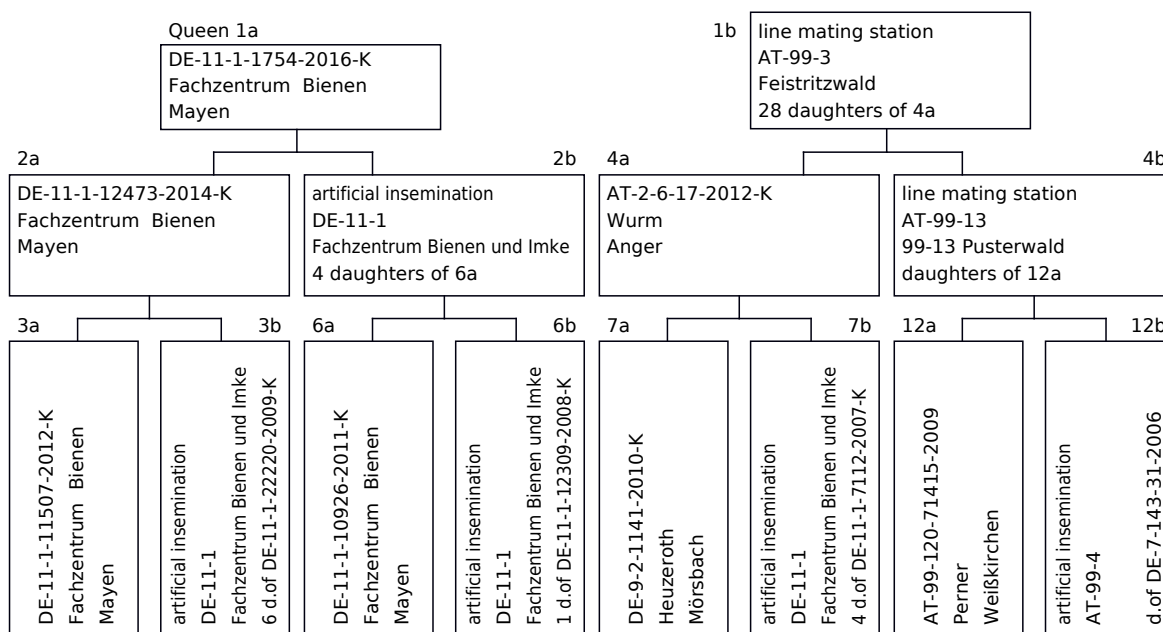 Queen 1a
DE-11-1-1754-2016-K
Fachzentrum Bienen
Mayen
1b
line mating station
AT-99-3
Feistritzwald
28 daughters of 4a
2a
DE-11-1-12473-2014-K
Fachzentrum Bienen
Mayen
2b
artificial insemination
DE-11-1
Fachzentrum Bienen und Imke
4 daughters of 6a
4a
AT-2-6-17-2012-K
Wurm
Anger
4b
line mating station
AT-99-13
99-13 Pusterwald
daughters of 12a
3a
DE-11-1-11507-2012-K
Fachzentrum Bienen
Mayen
3b
artificial insemination
DE-11-1
Fachzentrum Bienen und Imke
6 d.of DE-11-1-22220-2009-K
6a
DE-11-1-10926-2011-K
Fachzentrum Bienen
Mayen
6b
artificial insemination
DE-11-1
Fachzentrum Bienen und Imke
1 d.of DE-11-1-12309-2008-K
7a
DE-9-2-1141-2010-K
Heuzeroth
Mörsbach
7b
artificial insemination
DE-11-1
Fachzentrum Bienen und Imke
4 d.of DE-11-1-7112-2007-K
12a
AT-99-120-71415-2009
Perner
Weißkirchen
12b
artificial insemination
AT-99-4
d.of DE-7-143-31-2006